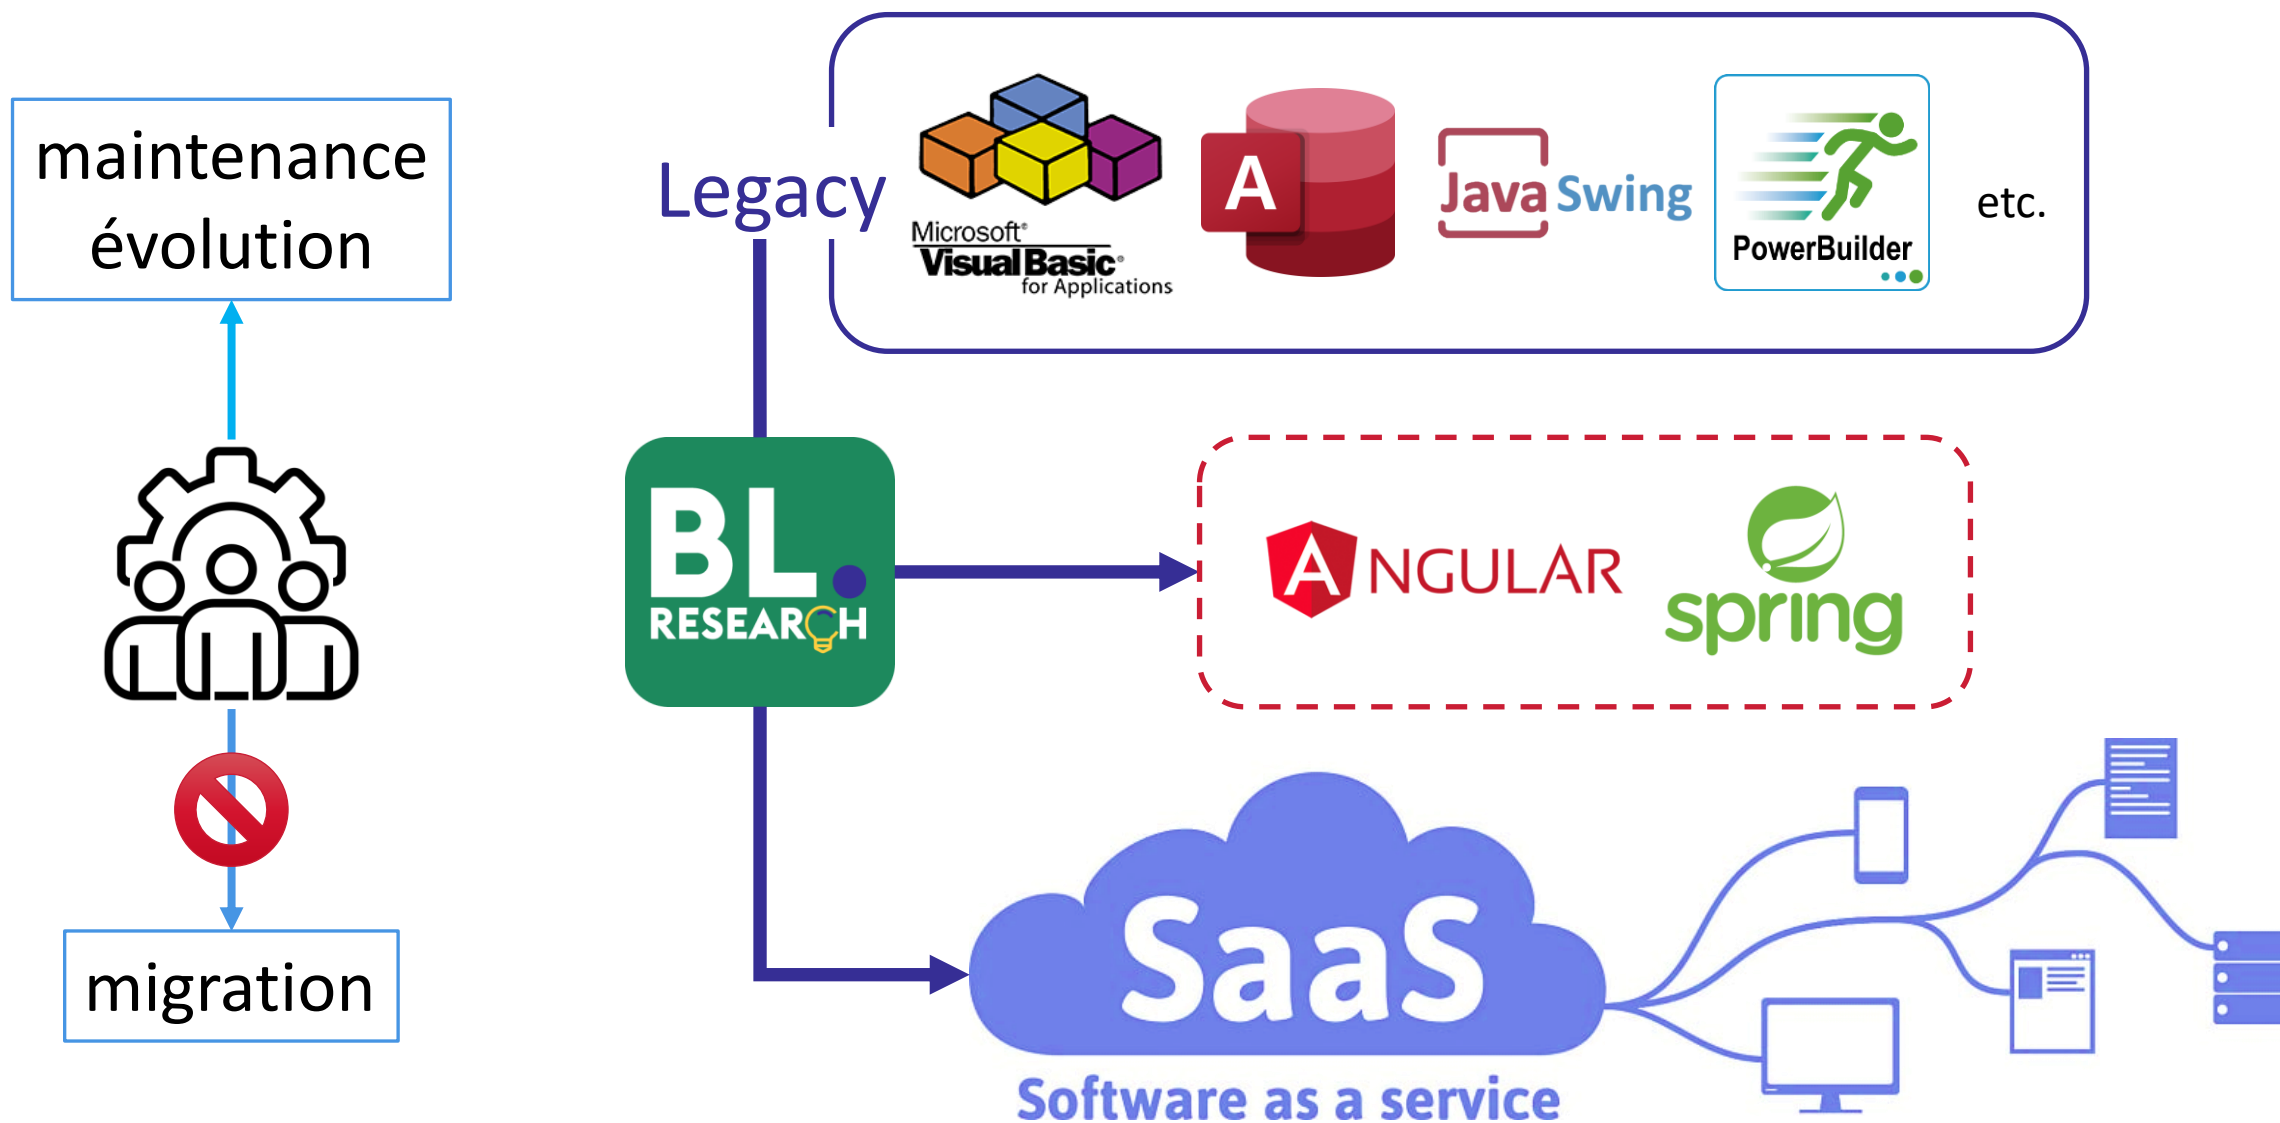 maintenance
évolution
migration
Legacy
Microsoft®
Visual Basic®
for Applications
A
Java Swing
PowerBuilder
etc.
BL.
RESEARCH
ANGULAR
spring
SaaS
Software as a service